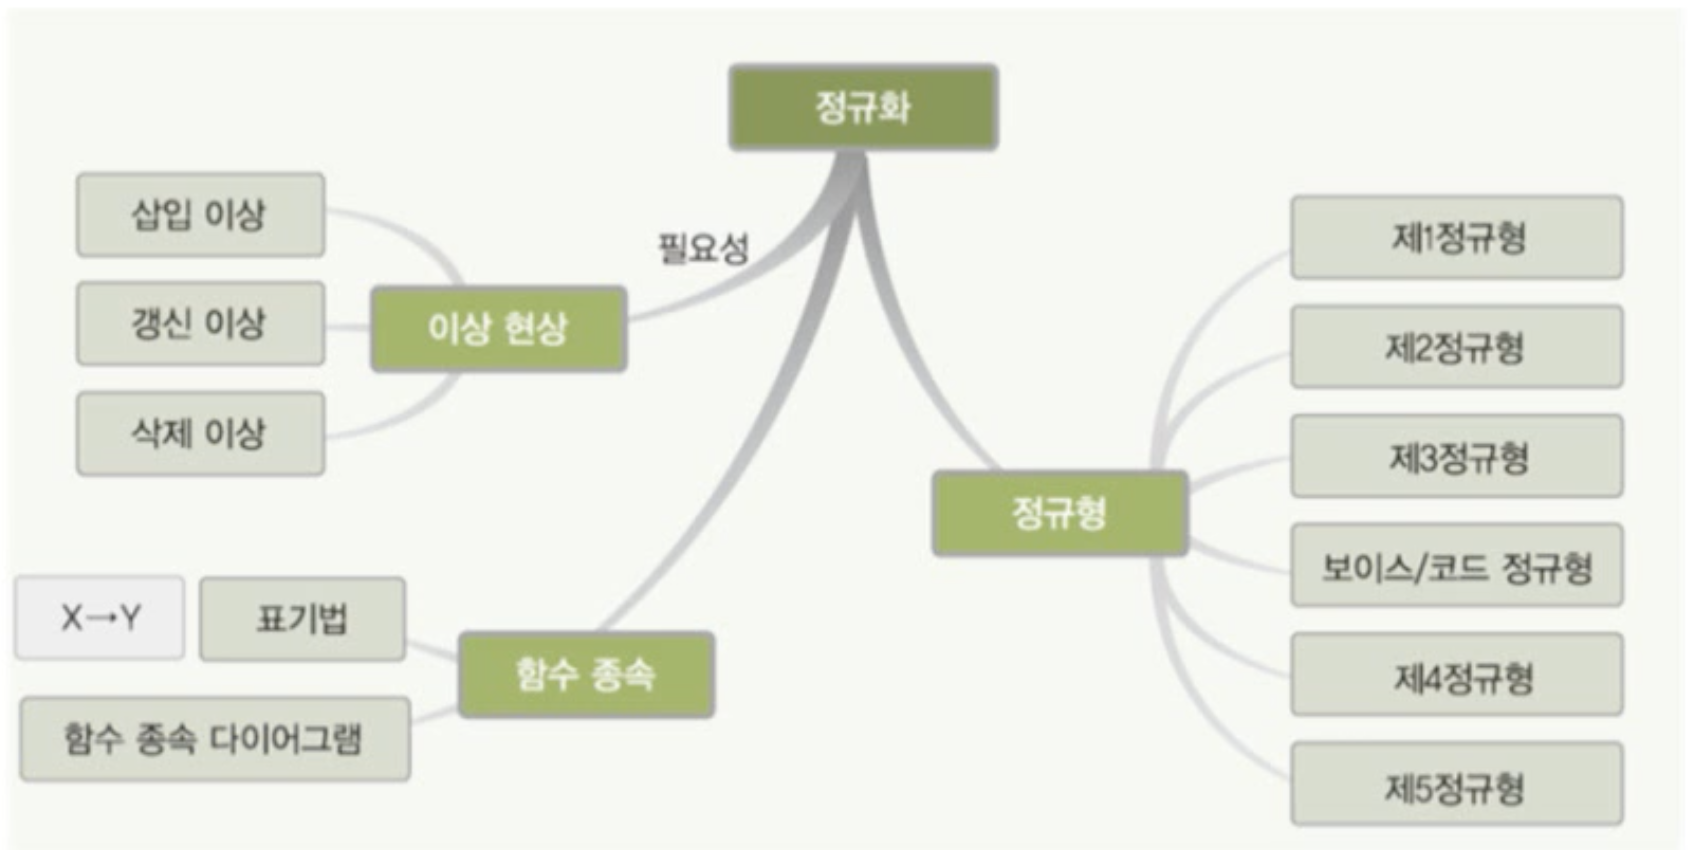 정규화
필요성
이상 현상
삽입 이상
갱신 이상
삭제 이상
함수 종속
표기법
X→Y
함수 종속 다이어그램
정규형
제1정규형
제2정규형
제3정규형
보이스/코드 정규형
제4정규형
제5정규형